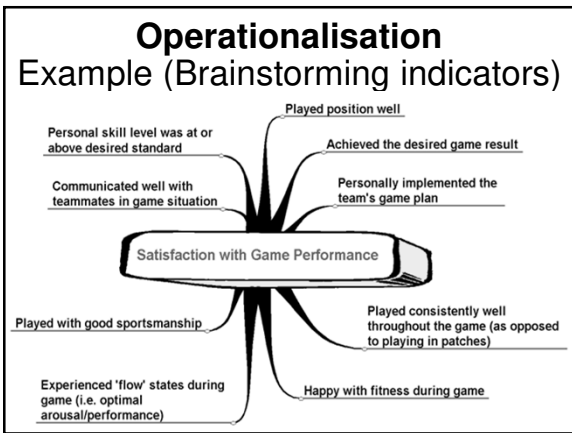 Operationalisation
Example (Brainstorming indicators)
Played position well
Personal skill level was at or
above desired standard
Achieved the desired game result
Communicated well with
teammates in game situation
Personally implemented the
team's game plan
Satisfaction with Game Performance
Played with good sportsmanship
Played consistently well
throughout the game (as opposed
to playing in patches)
Experienced 'flow' states during
game (i.e. optimal
arousal/performance)
Happy with fitness during game